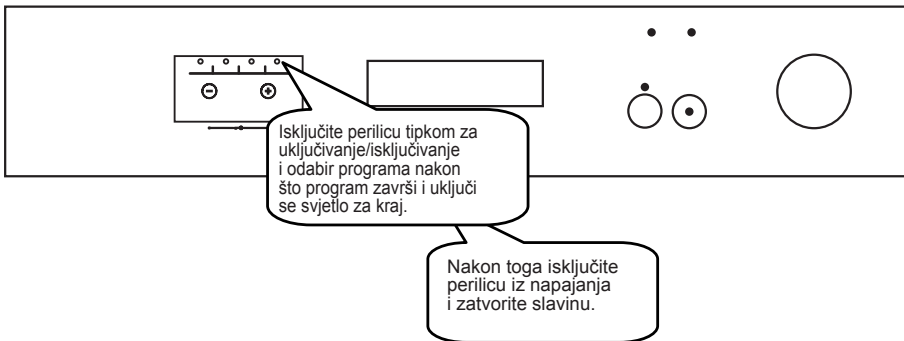 Isključite perilicu tipkom za
uključivanje/isključivanje
i odabir programa nakon
što program završi i uključi
se svjetlo za kraj.
Nakon toga isključite
perilicu iz napajanja
i zatvorite slavinu.